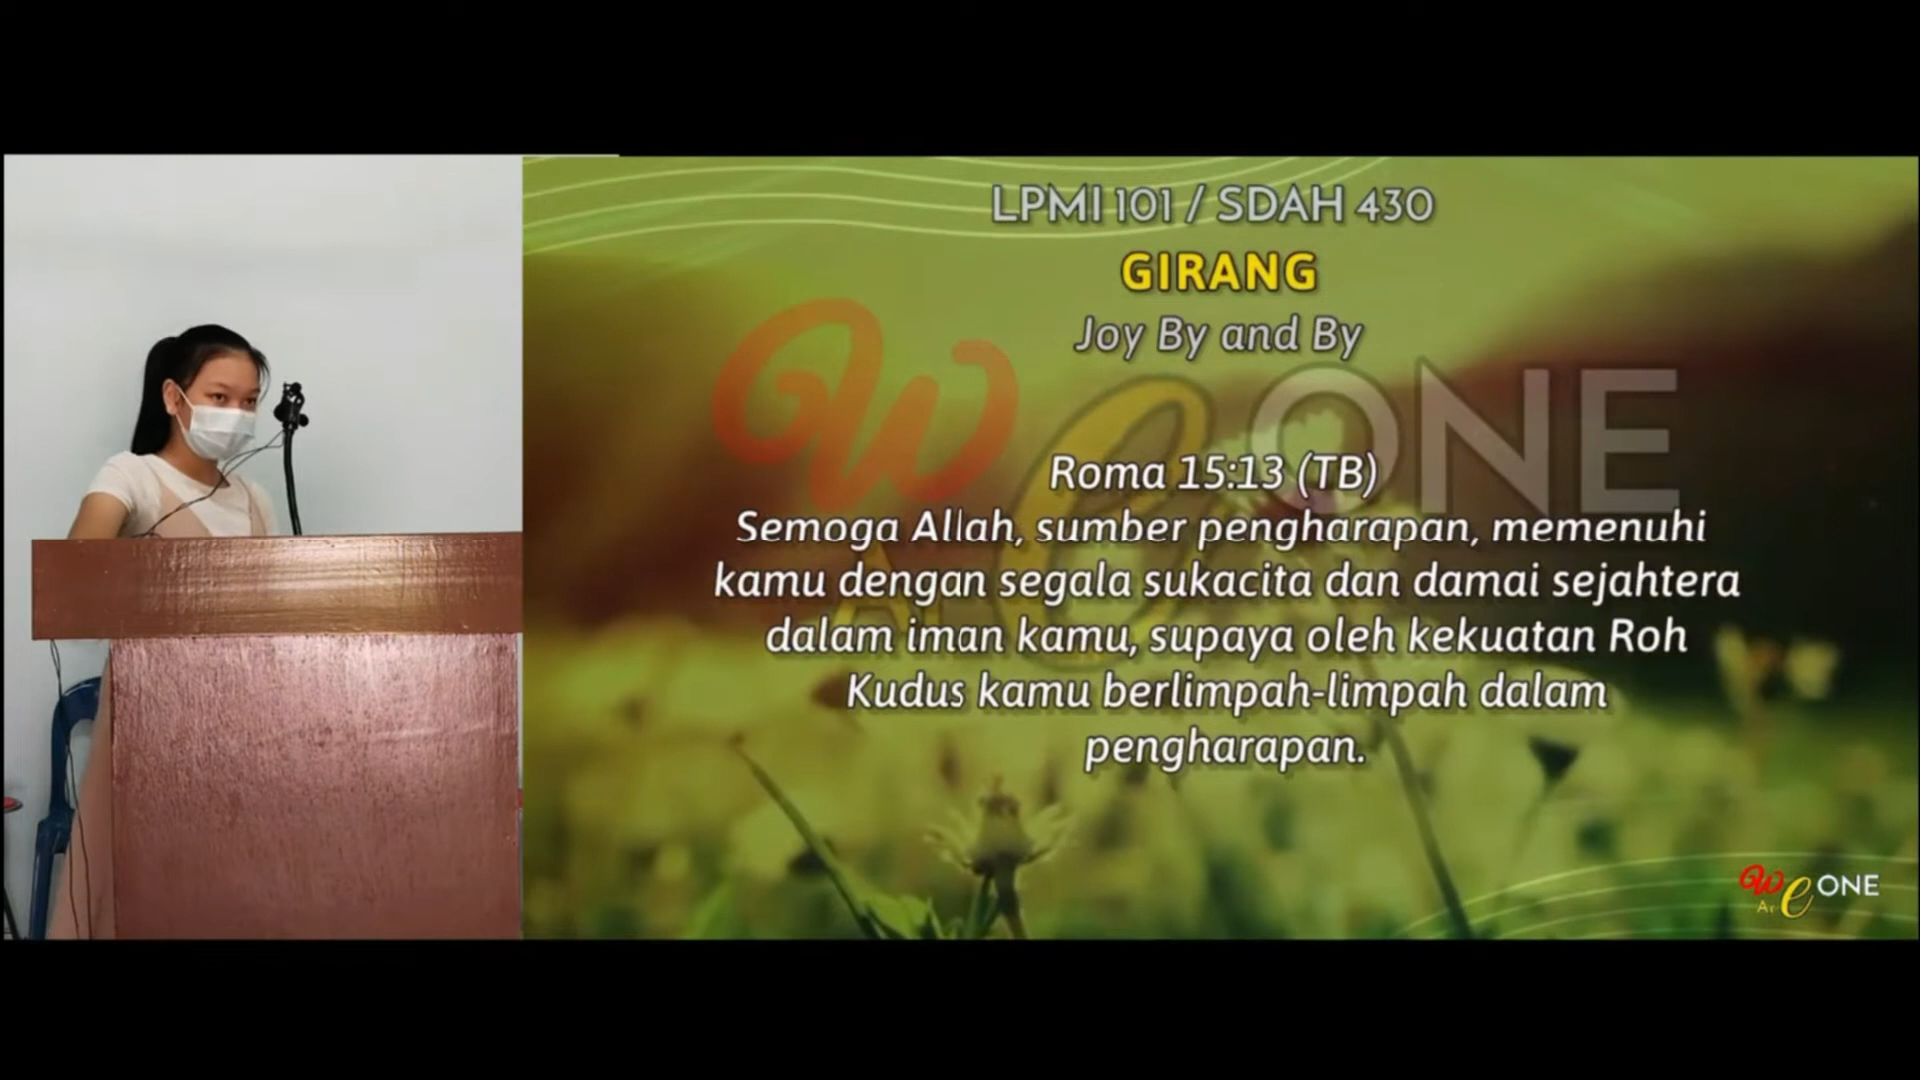 LPMI 101 / SDAH 430
GIRANG
Joy By and By
We Are ONE
Roma 15:13 (TB)
Semoga Allah, sumber pengharapan, memenuhi
kamu dengan segala sukacita dan damai sejahtera
dalam iman kamu, supaya oleh kekuatan Roh
Kudus kamu berlimpah-limpah dalam
pengharapan.
We Are ONE